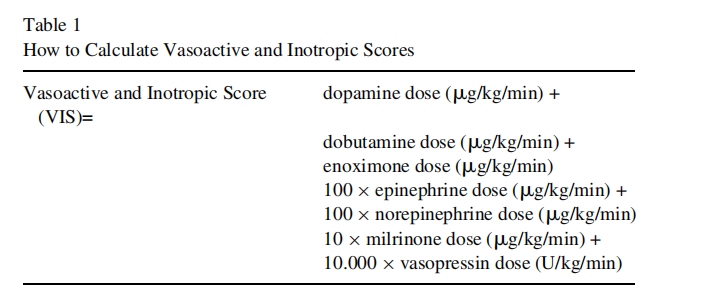 Table 1
How to Calculate Vasoactive and Inotropic Scores
Vasoactive and Inotropic Score
(VIS)=
dopamine dose (μg/kg/min) +
dobutamine dose (μg/kg/min) +
enoximone dose (μg/kg/min)
100 × epinephrine dose (μg/kg/min) +
100 × norepinephrine dose (μg/kg/min)
10 × milrinone dose (μg/kg/min) +
10.000 × vasopressin dose (U/kg/min)